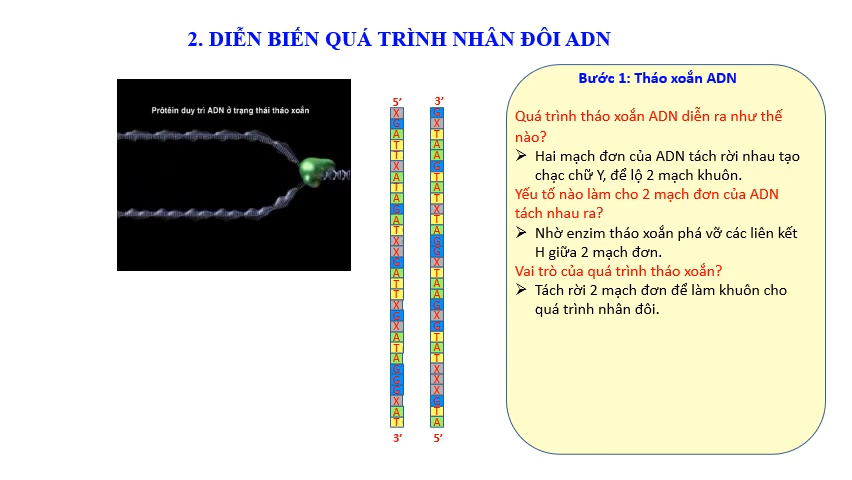 2. DIỄN BIẾN QUÁ TRÌNH NHÂN ĐÔI ADN
Prôtêin duy trì ADN ở trạng thái tháo xoắn
5’ 3’
X G
G X
A T
T A
T A
X G
A T
T A
A T
G X
A T
T A
X G
X G
G X
A T
T A
T A
X G
G X
X G
A T
T A
A T
G X
G X
G X
X G
A T
T A
3’ 5’
Bước 1: Tháo xoắn ADN
Quá trình tháo xoắn ADN diễn ra như thế
nào?
➢ Hai mạch đơn của ADN tách rời nhau tạo
chạc chữ Y, để lộ 2 mạch khuôn.
Yếu tố nào làm cho 2 mạch đơn của ADN
tách nhau ra?
➢ Nhờ enzim tháo xoắn phá vỡ các liên kết
H giữa 2 mạch đơn.
Vai trò của quá trình tháo xoắn?
➢ Tách rời 2 mạch đơn để làm khuôn cho
quá trình nhân đôi.